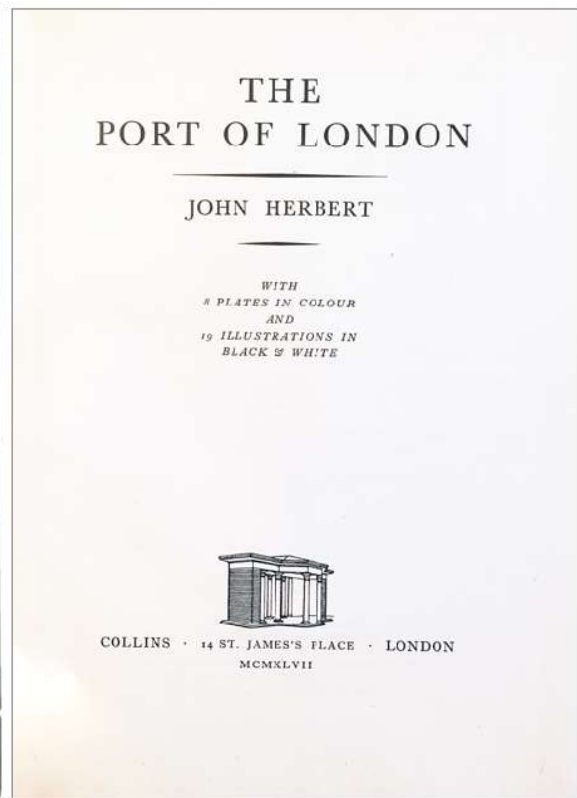 THE
PORT OF LONDON
JOHN HERBERT
WITH
8 PLATES IN COLOUR
AND
19 ILLUSTRATIONS IN
BLACK & WHITE
COLLINS · 14 ST. JAMES'S PLACE · LONDON
MCMXLVII